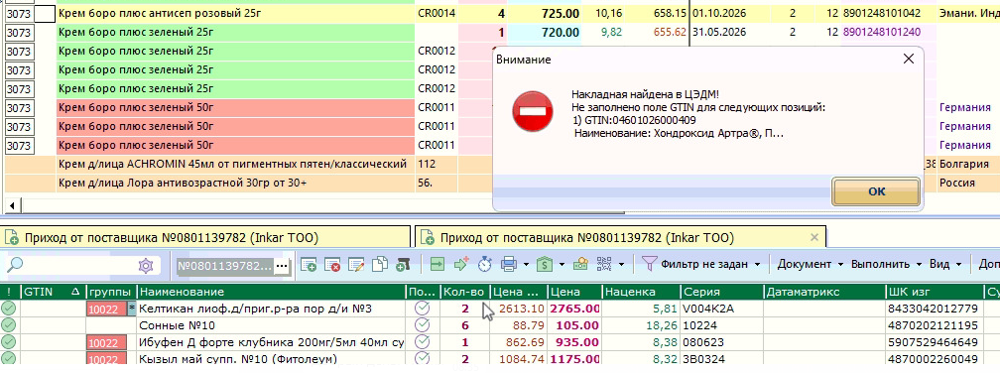 3073 Крем боро плюс антисеп розовый 25г CR0014 4 725.00 10,16 658.15 01.10.2026 2 12 8901248101042 Эмани. Инд
3073 Крем боро плюс зеленый 25г 1 720.00 9,82 655.62 31.05.2026 2 12 8901248101240
3073 Крем боро плюс зеленый 25г CR0012
3073 Крем боро плюс зеленый 25г CR0012
3073 Крем боро плюс зеленый 25г CR0012
3073 Крем боро плюс зеленый 50г CR0011 Германия
3073 Крем боро плюс зеленый 50г CR0011 Германия
3073 Крем боро плюс зеленый 50г CR0011 Германия
Крем д/лица ACHROMIN 45мл от пигментных пятен/классический 112 Болгария
Крем д/лица Лора антивозрастной 30гр от 30+ 56. Россия
Внимание
Накладная найдена в ЦЭДМ!
Не заполнено поле GTIN для следующих позиций:
1) GTIN:04601026000409
Наименование: Хондроксид Артра®, П...
ОК
Приход от поставщика №0801139782 (Inkar ТОО)
Приход от поставщика №0801139782 (Inkar ТОО)
№0801139782... ... Фильтр не задан Документ Выполнить Вид Доп
! GTIN группы Наименование По... Кол-во Цена ... Цена Наценка Серия Датаматрикс ШК изг Су
10022 * Келтикан лиоф.д/приг.р-ра пор д/и №3 2 2613.10 2765.00 5,81 V004K2A 8433042012779
Сонные №10 6 88.79 105.00 18,26 10224 4870202121195
10022 Ибуфен Д форте клубника 200мг/5мл 40мл су 1 862.69 935.00 8,38 080623 5907529464649
10022 Кызыл май супп. №10 (Фитолеум) 2 1084.74 1175.00 8,32 3B0324 4870002260049